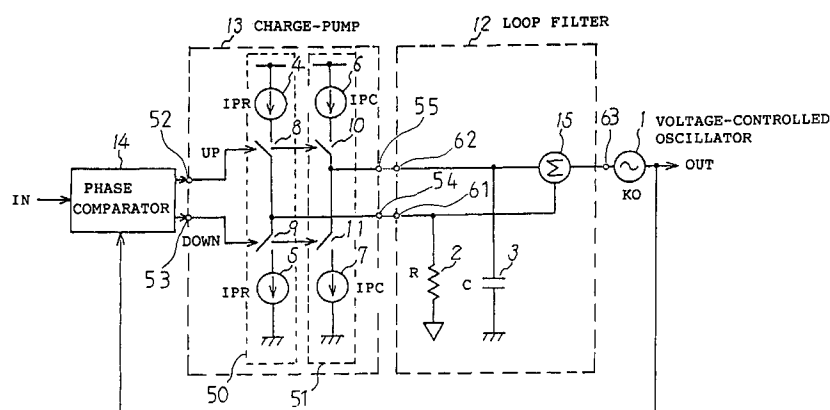 13 CHARGE-PUMP
12 LOOP FILTER
4
6
IPR
IPC
55
15
63
1
VOLTAGE-CONTROLLED
OSCILLATOR
52
8
10
62
14
UP
Σ
OUT
IN
PHASE
COMPARATOR
54
KO
61
DOWN
9
11
53
5
7
2
3
R
C
IPR
IPC
50
51